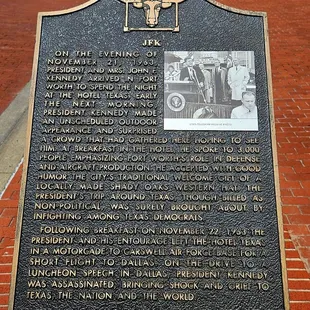 JFK
ON THE EVENING OF
NOVEMBER 21, 1963,
PRESIDENT AND MRS. JOHN F.
KENNEDY ARRIVED IN FORT
WORTH TO SPEND THE NIGHT
AT THE HOTEL TEXAS. EARLY
THE NEXT MORNING,
PRESIDENT KENNEDY MADE
AN UNSCHEDULED OUTDOOR
APPEARANCE AND SURPRISED
A CROWD THAT HAD GATHERED HERE HOPING TO SEE
HIM. AT BREAKFAST IN THE HOTEL, HE SPOKE TO 2,000
PEOPLE EMPHASIZING FORT WORTH'S ROLE IN DEFENSE
AND AIRCRAFT PRODUCTION. HE ACCEPTED WITH GOOD
HUMOR THE CITY'S TRADITIONAL WELCOME GIFT OF A
LOCALLY MADE SHADY OAKS WESTERN HAT. THE
PRESIDENT'S TRIP AROUND TEXAS, THOUGH BILLED AS
NON-POLITICAL, WAS SURELY BROUGHT ABOUT BY
INFIGHTING AMONG TEXAS DEMOCRATS.
FOLLOWING BREAKFAST ON NOVEMBER 22, 1963, THE
PRESIDENT AND HIS ENTOURAGE LEFT THE HOTEL TEXAS
IN A MOTORCADE TO CARSWELL AIR FORCE BASE FOR A
SHORT FLIGHT TO DALLAS. ON THE DRIVE TO A
LUNCHEON SPEECH IN DALLAS, PRESIDENT KENNEDY
WAS ASSASSINATED, BRINGING SHOCK AND GRIEF TO
TEXAS, THE NATION AND THE WORLD.